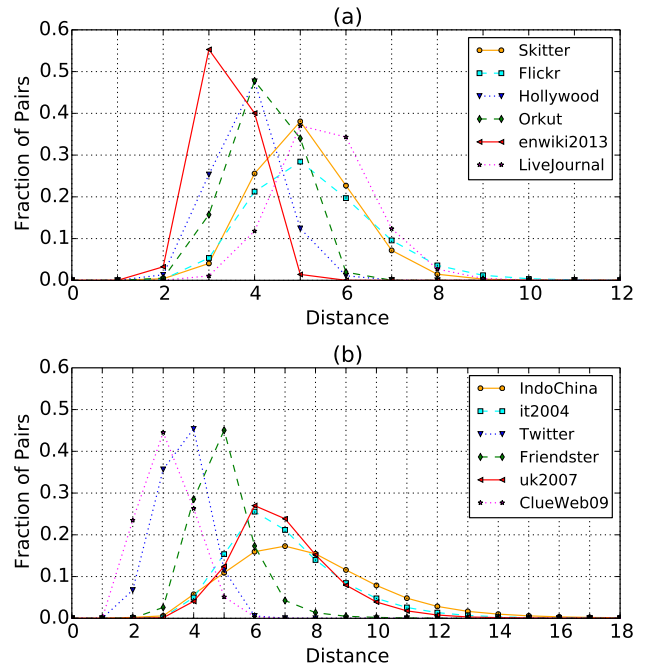 (a)
0.6
0.5
0.4
0.3
0.2
0.1
0.0
Fraction of Pairs
Skitter
Flickr
Hollywood
Orkut
enwiki2013
LiveJournal
0 2 4 6 8 10 12
Distance
(b)
0.6
0.5
0.4
0.3
0.2
0.1
0.0
Fraction of Pairs
IndoChina
it2004
Twitter
Friendster
uk2007
ClueWeb09
0 2 4 6 8 10 12 14 16 18
Distance